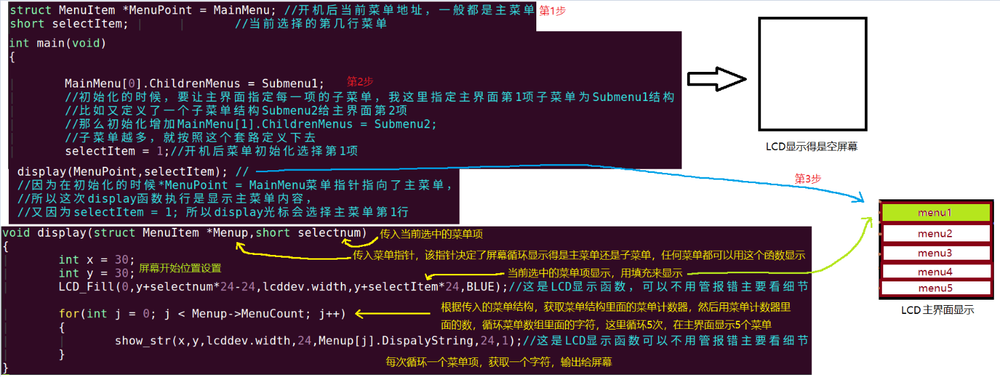 struct MenuItem *MenuPoint = MainMenu; //开机后当前菜单地址，一般都是主菜单 第1步
short selectItem; //当前选择的第几行菜单
int main(void)
{
MainMenu[0].ChildrenMenus = Submenu1; 第2步
//初始化的时候，要让主界面指定每一项的子菜单，我这里指定主界面第1项子菜单为Submenu1结构
//比如又定义了一个子菜单结构Submenu2给主界面第2项
//那么初始化增加MainMenu[1].ChildrenMenus = Submenu2;
//子菜单越多，就按照这个套路定义下去
selectItem = 1;//开机后菜单初始化选择第1项
LCD显示得是空屏幕
display(MenuPoint,selectItem); //
//因为在初始化的时候*MenuPoint = MainMenu菜单指针指向了主菜单，
//所以这次display函数执行是显示主菜单内容，
//又因为selectItem = 1; 所以display光标会选择主菜单第1行
第3步
menu1
menu2
menu3
menu4
menu5
LCD主界面显示
void display(struct MenuItem *Menup,short selectnum) 传入当前选中的菜单项
{
传入菜单指针，该指针决定了屏幕循环显示得是主菜单还是子菜单，任何菜单都可以用这个函数显示
int x = 30;
int y = 30; 屏幕开始位置设置
当前选中的菜单项显示，用填充来显示
LCD_Fill(0,y+selectnum*24-24,lcddev.width,y+selectItem*24,BLUE);//这是LCD显示函数，可以不用管报错主要看细节
for(int j = 0; j < Menup->MenuCount; j++)
根据传入的菜单结构，获取菜单结构里面的菜单计数器，然后用菜单计数器里
面的数，循环菜单数组里面的字符，这里循环5次，在主界面显示5个菜单
{
show_str(x,y,lcddev.width,24,Menup[j].DispalyString,24,1);//这是LCD显示函数可以不用管报错主要看细节
}
每次循环一个菜单项，获取一个字符，输出给屏幕
}